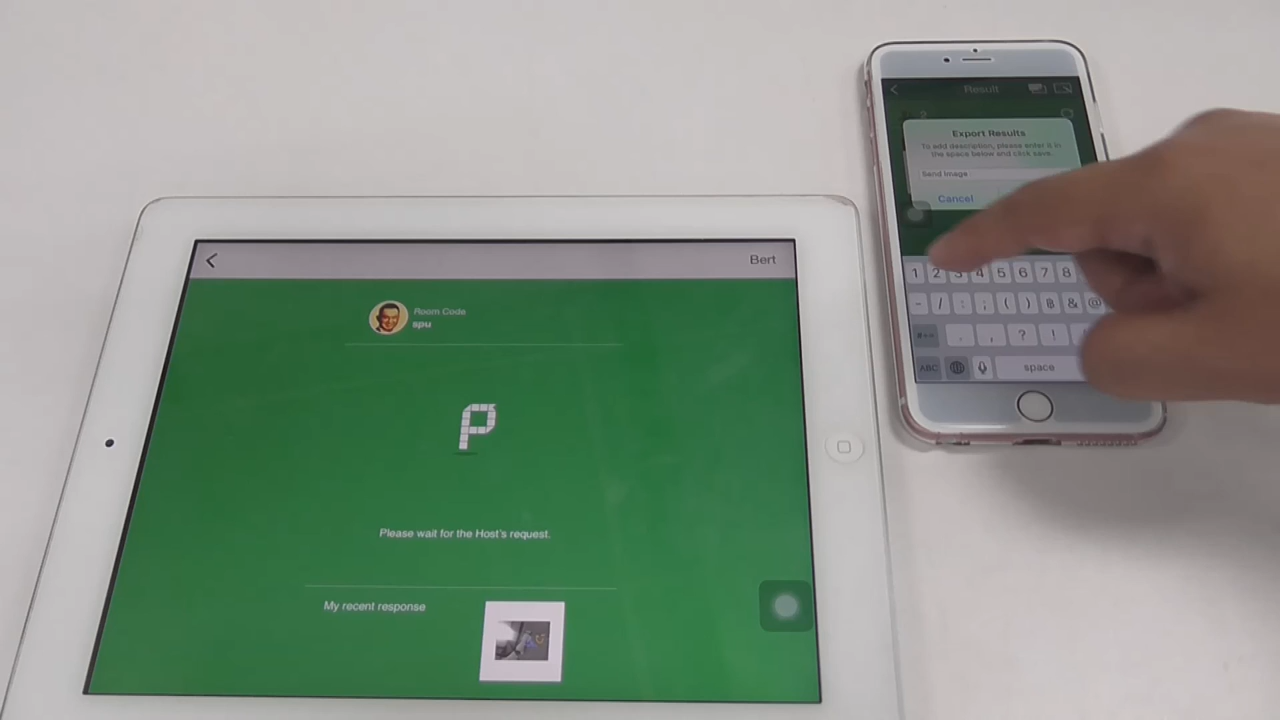 Bert
Room Code
spu
Please wait for the Host's request.
My recent response
Result
Export Results
To add description, please enter it in
the space below and click save.
Send Image
Cancel
1 2 3 4 5 6 7 8
- / : ; ( ) ฿ & @
. , ? !
ABC space